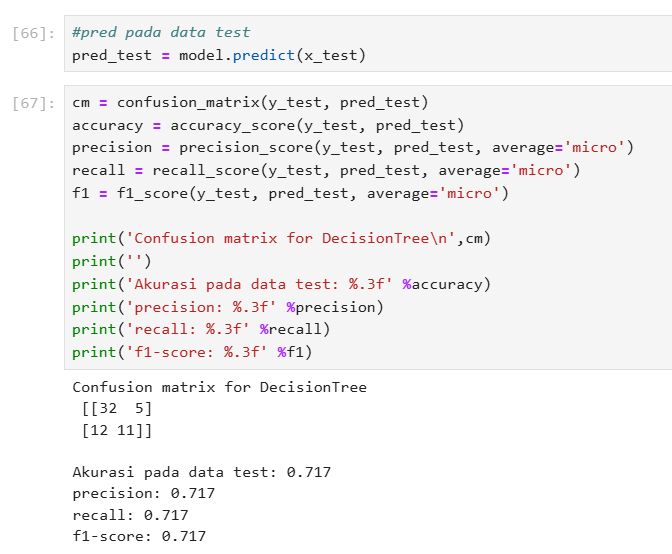 [66]: #pred pada data test
pred_test = model.predict(x_test)
[67]: cm = confusion_matrix(y_test, pred_test)
accuracy = accuracy_score(y_test, pred_test)
precision = precision_score(y_test, pred_test, average='micro')
recall = recall_score(y_test, pred_test, average='micro')
f1 = f1_score(y_test, pred_test, average='micro')
print('Confusion matrix for DecisionTree\n',cm)
print('')
print('Akurasi pada data test: %.3f' %accuracy)
print('precision: %.3f' %precision)
print('recall: %.3f' %recall)
print('f1-score: %.3f' %f1)
Confusion matrix for DecisionTree
[[32  5]
[12 11]]
Akurasi pada data test: 0.717
precision: 0.717
recall: 0.717
f1-score: 0.717